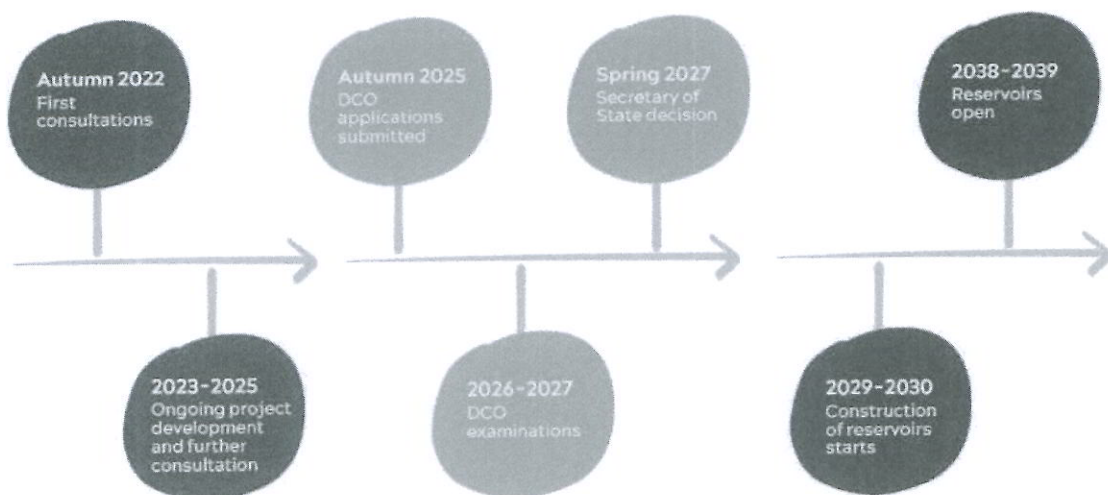 Autumn 2022
First
consultations
Autumn 2025
DCO
applications
submitted
Spring 2027
Secretary of
State decision
2038-2039
Reservoirs
open
2023-2025
Ongoing project
development
and further
consultation
2026-2027
DCO
examinations
2029-2030
Construction
of reservoirs
starts